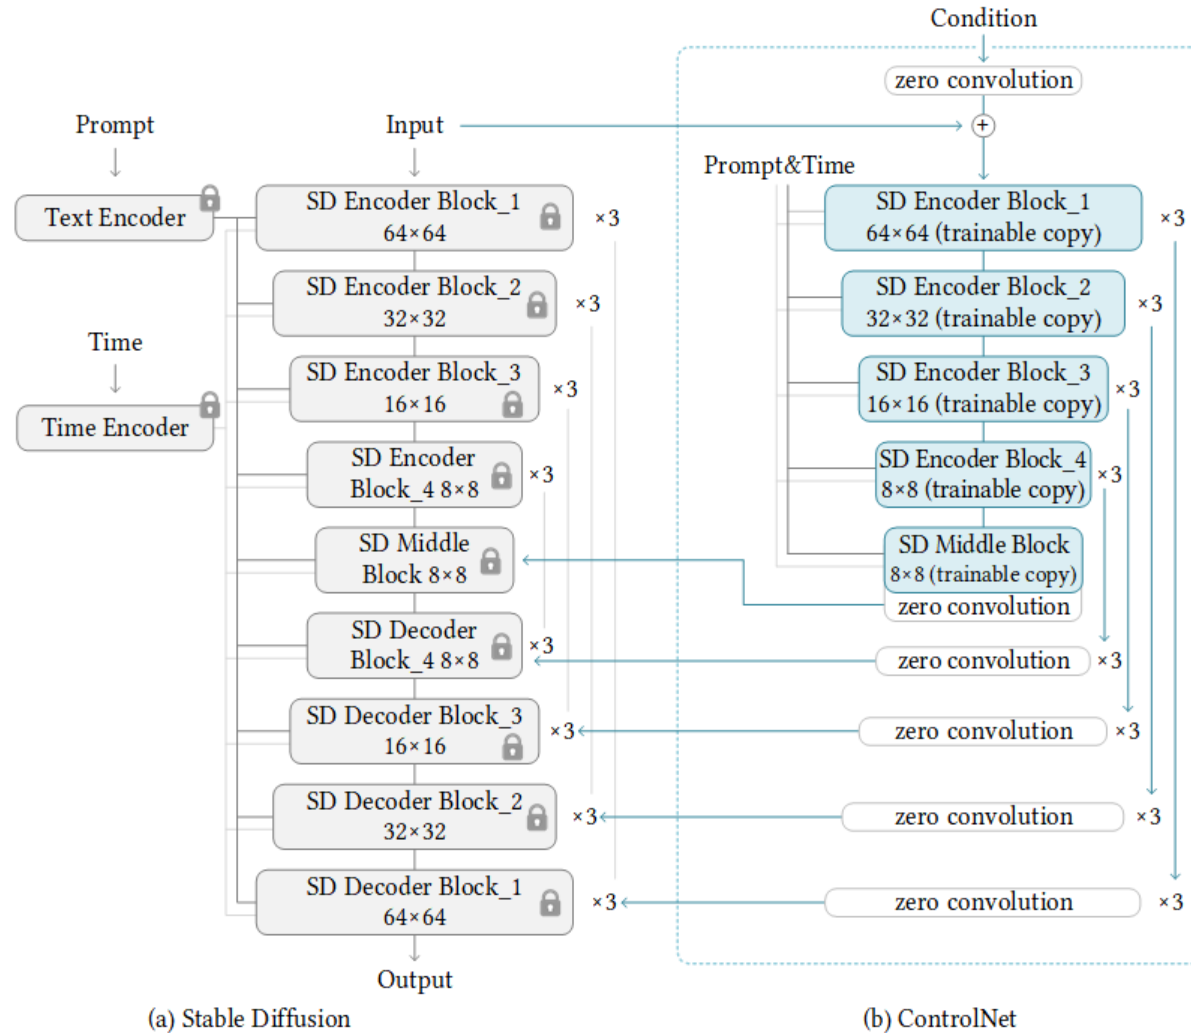 Condition
zero convolution
Prompt
Input
+
Prompt&Time
Text Encoder
SD Encoder Block_1
64×64
×3
SD Encoder Block_1
64×64 (trainable copy)
×3
SD Encoder Block_2
32×32
×3
SD Encoder Block_2
32×32 (trainable copy)
×3
Time
SD Encoder Block_3
16×16
×3
SD Encoder Block_3
16×16 (trainable copy)
×3
Time Encoder
SD Encoder
Block_4 8×8
×3
SD Encoder Block_4
8×8 (trainable copy)
×3
SD Middle
Block 8×8
SD Middle Block
8×8 (trainable copy)
zero convolution
SD Decoder
Block_4 8×8
×3
zero convolution
×3
SD Decoder Block_3
16×16
×3
zero convolution
×3
SD Decoder Block_2
32×32
×3
zero convolution
×3
SD Decoder Block_1
64×64
×3
zero convolution
×3
Output
(a) Stable Diffusion
(b) ControlNet